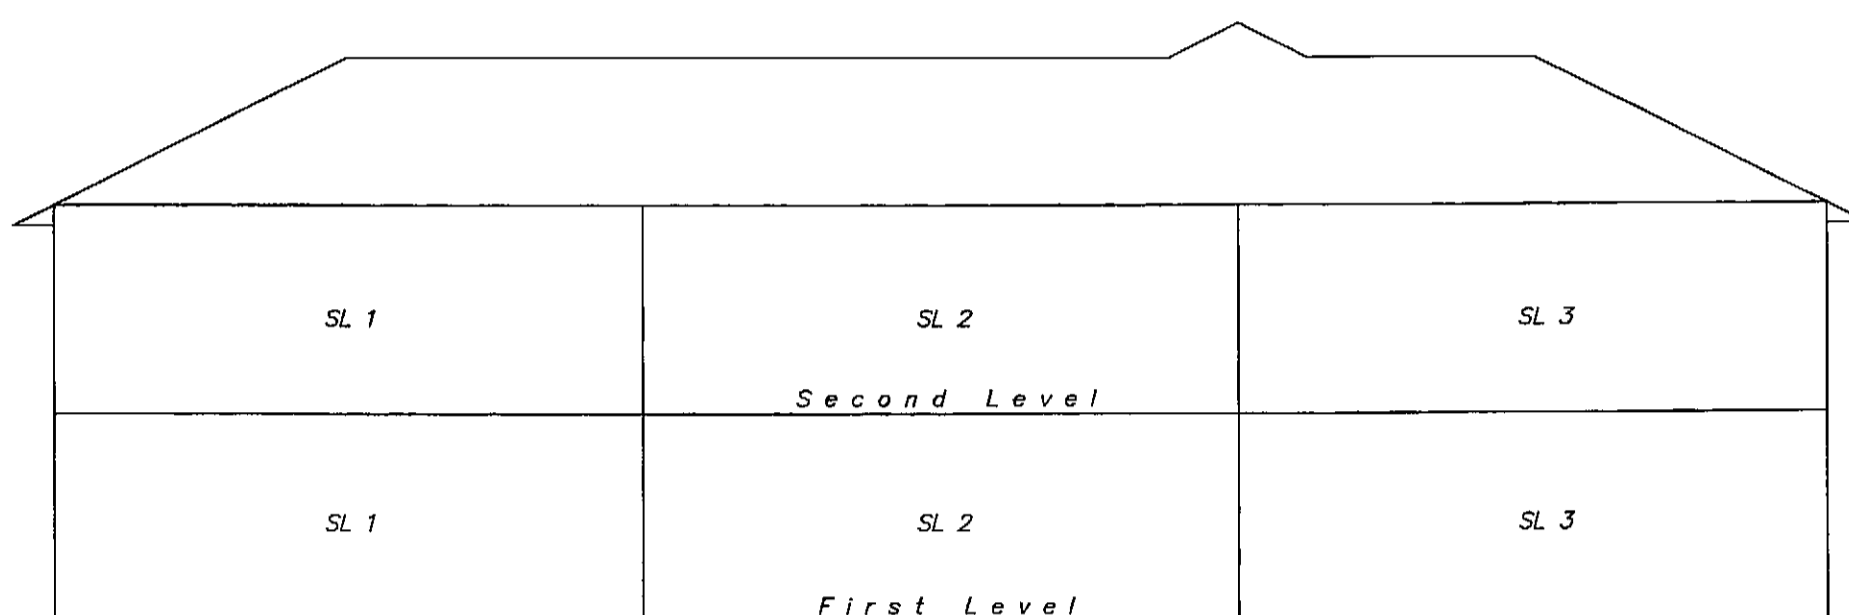 SL 1 SL 2 SL 3
Second Level
SL 1 SL 2 SL 3
First Level